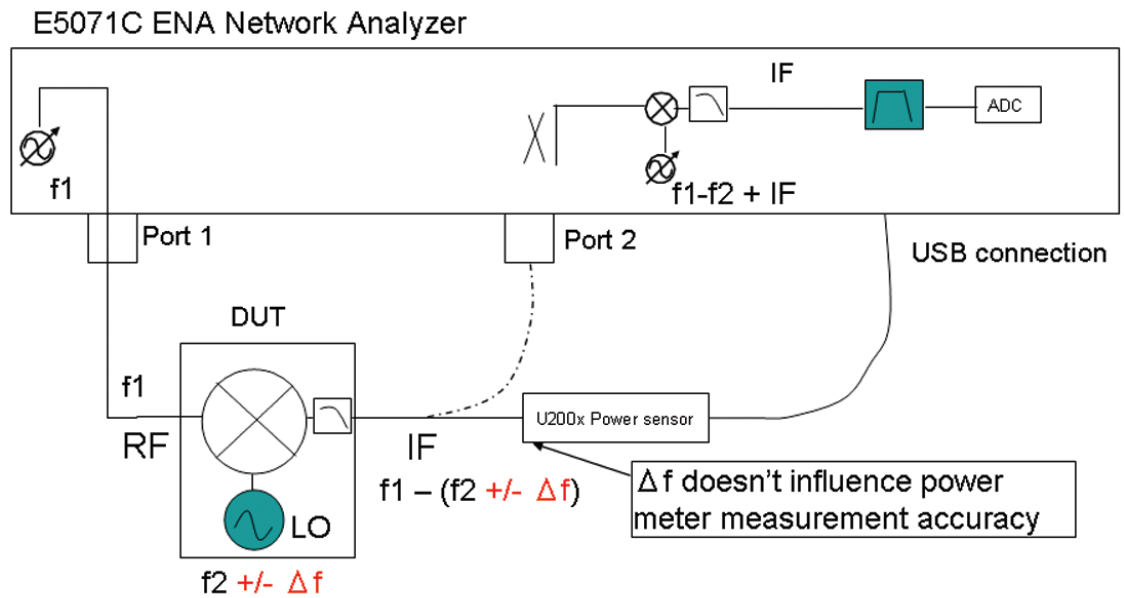 E5071C ENA Network Analyzer
IF
ADC
f1
f1-f2 + IF
Port 1
Port 2
USB connection
DUT
f1
U200x Power sensor
RF
IF
f1 – (f2 +/- Δf)
Δf doesn't influence power
meter measurement accuracy
LO
f2 +/- Δf